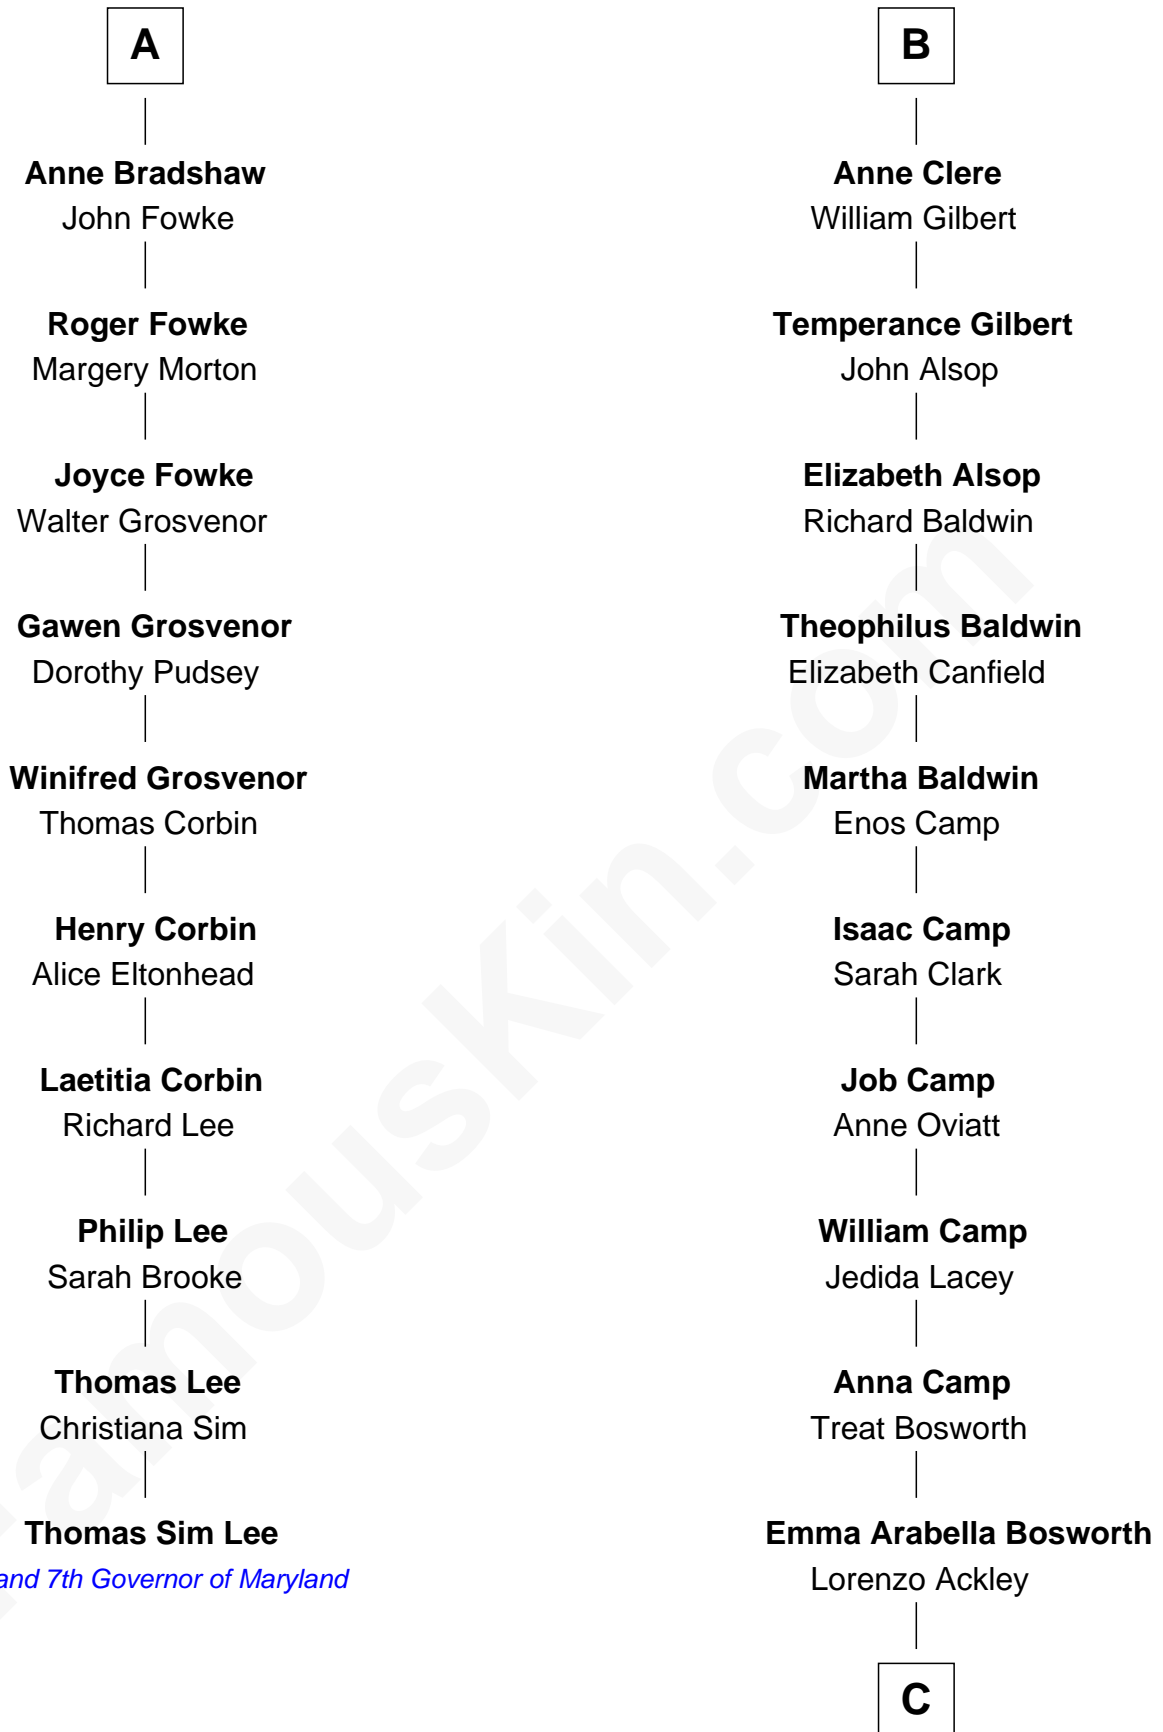 A
Anne Bradshaw
John Fowke
Roger Fowke
Margery Morton
Joyce Fowke
Walter Grosvenor
Gawen Grosvenor
Dorothy Pudsey
Winifred Grosvenor
Thomas Corbin
Henry Corbin
Alice Eltonhead
Laetitia Corbin
Richard Lee
Philip Lee
Sarah Brooke
Thomas Lee
Christiana Sim
Thomas Sim Lee
and 7th Governor of Maryland
B
Anne Clere
William Gilbert
Temperance Gilbert
John Alsop
Elizabeth Alsop
Richard Baldwin
Theophilus Baldwin
Elizabeth Canfield
Martha Baldwin
Enos Camp
Isaac Camp
Sarah Clark
Job Camp
Anne Oviatt
William Camp
Jedida Lacey
Anna Camp
Treat Bosworth
Emma Arabella Bosworth
Lorenzo Ackley
C
FamousKin.com